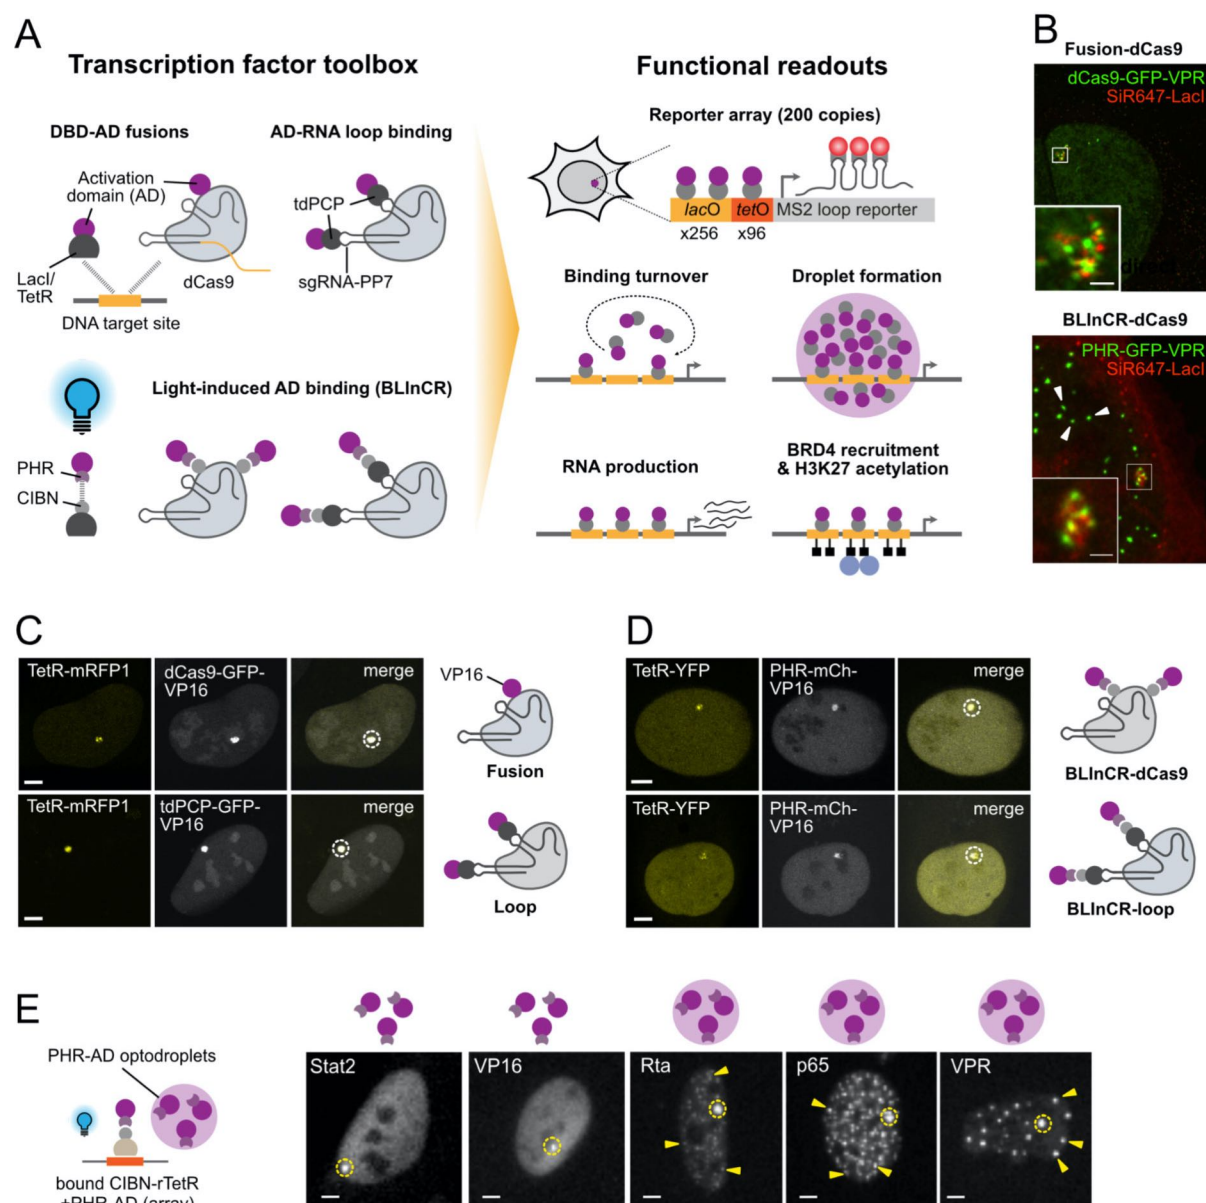 A
Transcription factor toolbox
DBD-AD fusions
AD-RNA loop binding
Activation
domain (AD)
tdPCP
LacI/
TetR
dCas9
sgRNA-PP7
DNA target site
Light-induced AD binding (BLInCR)
PHR
CIBN
Functional readouts
Reporter array (200 copies)
lacO
tetO
MS2 loop reporter
x256
x96
Binding turnover
Droplet formation
RNA production
BRD4 recruitment
& H3K27 acetylation
B
Fusion-dCas9
dCas9-GFP-VPR
SiR647-LacI
BLInCR-dCas9
PHR-GFP-VPR
SiR647-LacI
C
TetR-mRFP1
dCas9-GFP-
VP16
merge
VP16
Fusion
TetR-mRFP1
tdPCP-GFP-
VP16
merge
Loop
D
TetR-YFP
PHR-mCh-
VP16
merge
BLInCR-dCas9
TetR-YFP
PHR-mCh-
VP16
merge
BLInCR-loop
E
PHR-AD optodroplets
bound CIBN-rTetR
+PHR-AD (array)
Stat2
VP16
Rta
p65
VPR